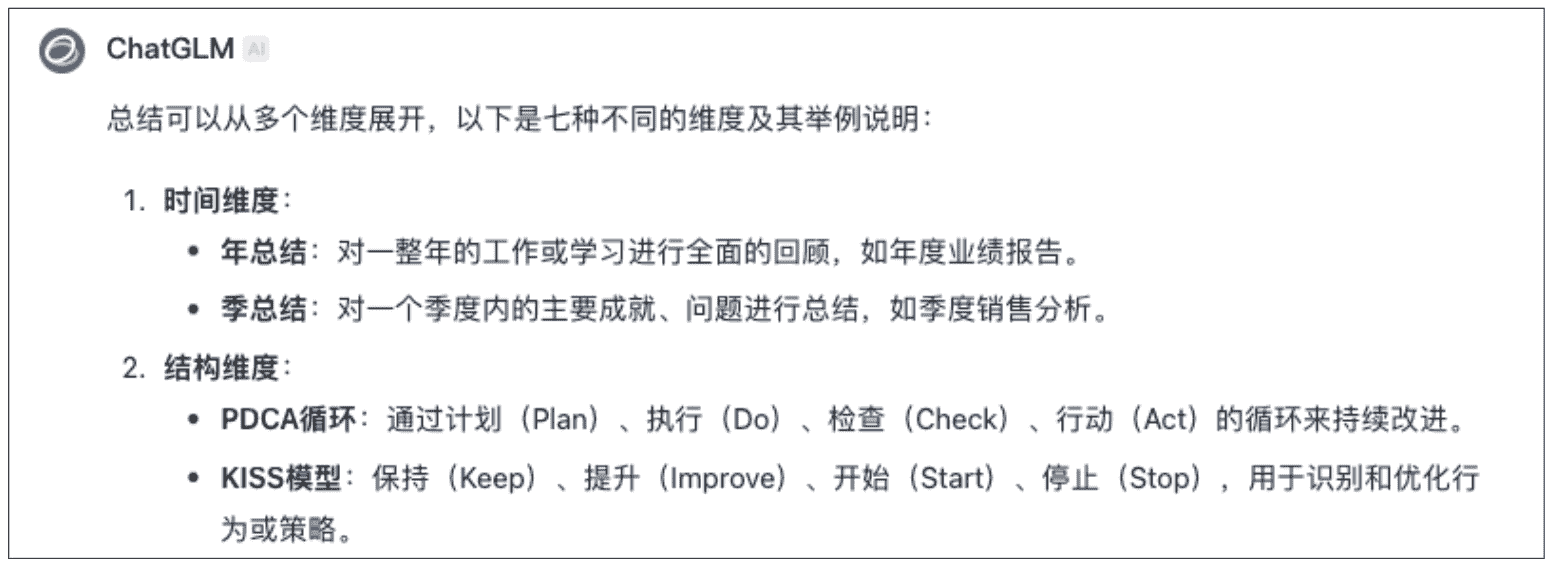 ChatGLM AI
总结可以从多个维度展开，以下是七种不同的维度及其举例说明：
1. 时间维度：
• 年总结：对一整年的工作或学习进行全面的回顾，如年度业绩报告。
• 季总结：对一个季度内的主要成就、问题进行总结，如季度销售分析。
2. 结构维度：
• PDCA循环：通过计划（Plan）、执行（Do）、检查（Check）、行动（Act）的循环来持续改进。
• KISS模型：保持（Keep）、提升（Improve）、开始（Start）、停止（Stop），用于识别和优化行
为或策略。